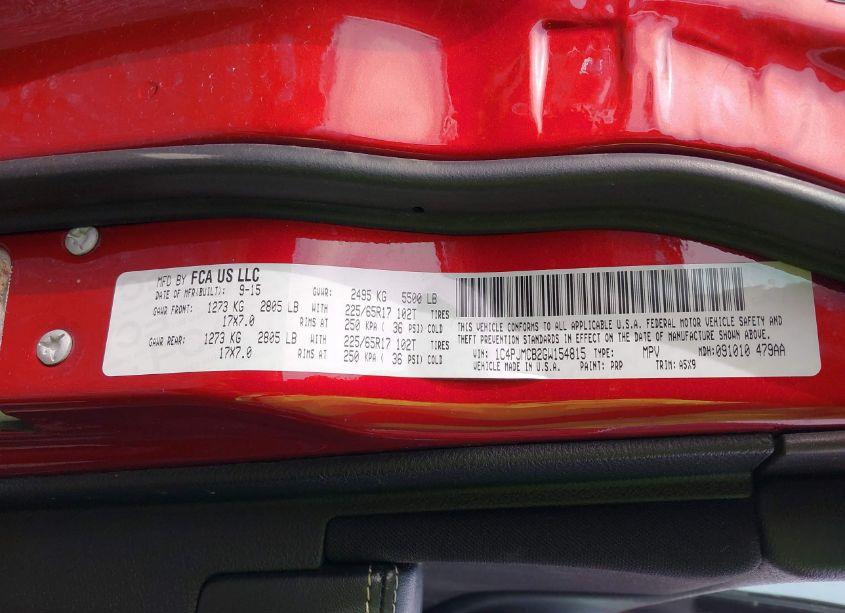 MFD BY FCA US LLC
DATE OF MFR(BUILT): 9-15
GVWR: 2495 KG 5500 LB
GAWR FRONT: 1273 KG 2805 LB WITH 225/65R17 102T TIRES
17X7.0 RIMS AT 250 KPA ( 36 PSI) COLD
GAWR REAR: 1273 KG 2805 LB WITH 225/65R17 102T TIRES
17X7.0 RIMS AT 250 KPA ( 36 PSI) COLD
THIS VEHICLE CONFORMS TO ALL APPLICABLE U.S.A. FEDERAL MOTOR VEHICLE SAFETY AND
THEFT PREVENTION STANDARDS IN EFFECT ON THE DATE OF MANUFACTURE SHOWN ABOVE.
VIN: 1C4PJMCB2GW154815 TYPE: MPV MDH: 091010 479AA
VEHICLE MADE IN U.S.A. PAINT: PRP TRIM: ASX9